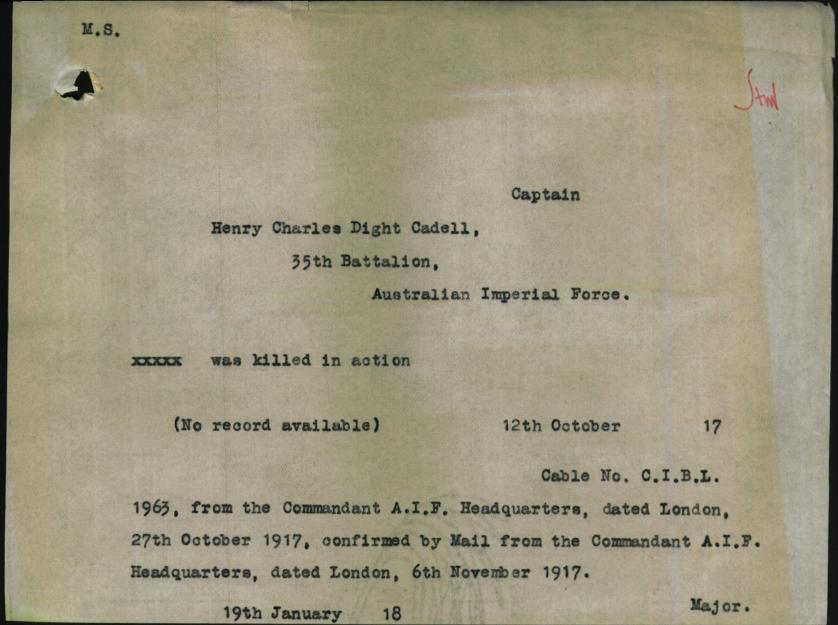 M.S.
Captain
Henry Charles Dight Cadell,
35th Battalion,
Australian Imperial Force.
xxxxx was killed in action
(No record available) 12th October 17
Cable No. C.I.B.L.
1963, from the Commandant A.I.F. Headquarters, dated London,
27th October 1917, confirmed by Mail from the Commandant A.I.F.
Headquarters, dated London, 6th November 1917.
Major.
19th January 18